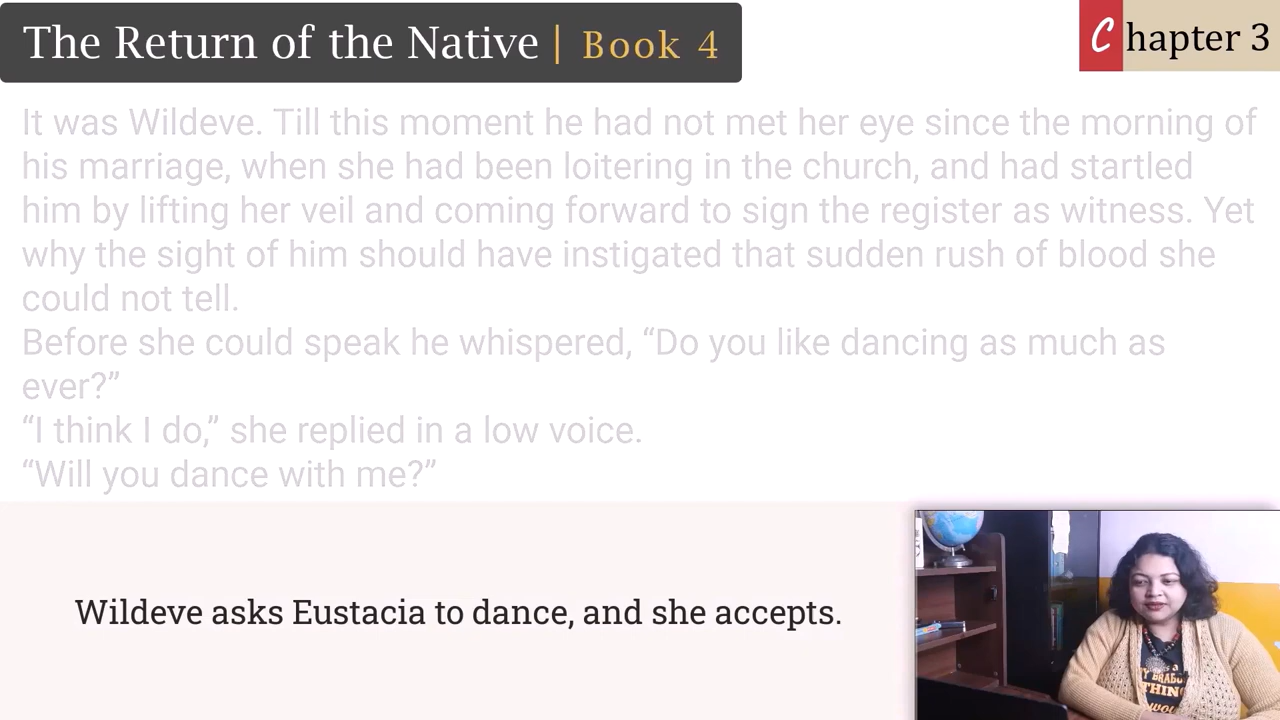 The Return of the Native | Book 4
Chapter 3
It was Wildeve. Till this moment he had not met her eye since the morning of
his marriage, when she had been loitering in the church, and had startled
him by lifting her veil and coming forward to sign the register as witness. Yet
why the sight of him should have instigated that sudden rush of blood she
could not tell.
Before she could speak he whispered, “Do you like dancing as much as
ever?”
“I think I do,” she replied in a low voice.
“Will you dance with me?”
Wildeve asks Eustacia to dance, and she accepts.
THIN